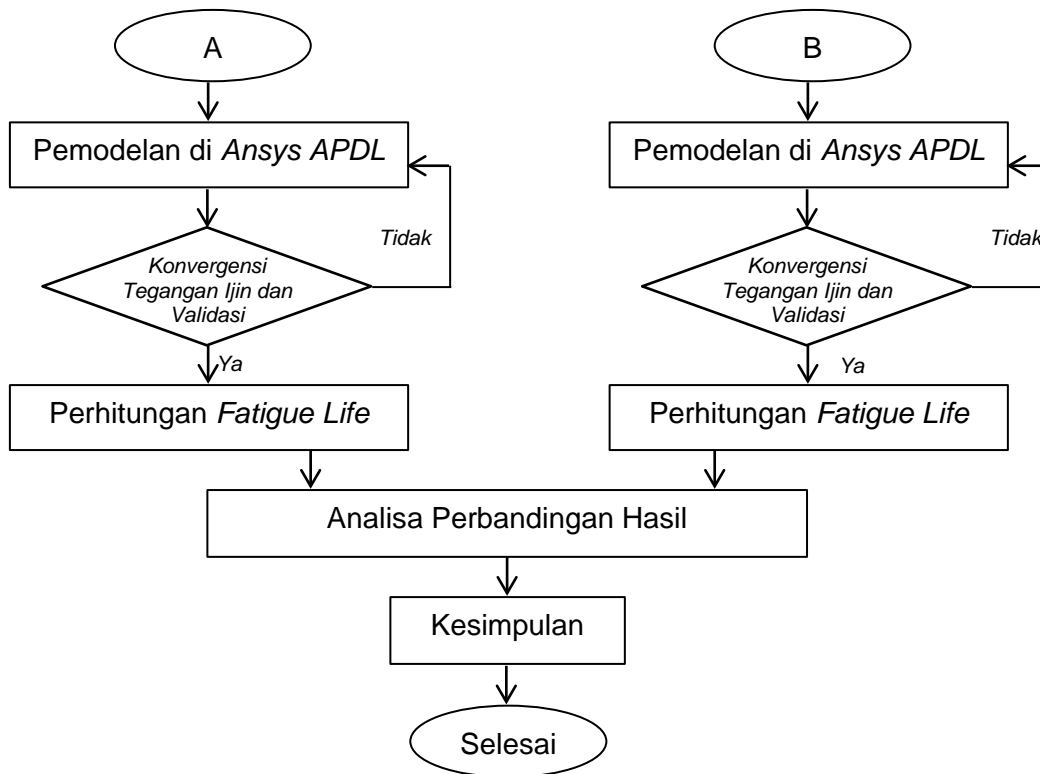 A
Pemodelan di Ansys APDL
Tidak
Konvergensi
Tegangan Ijin dan
Validasi
Ya
Perhitungan Fatigue Life
B
Pemodelan di Ansys APDL
Tidak
Konvergensi
Tegangan Ijin dan
Validasi
Ya
Perhitungan Fatigue Life
Analisa Perbandingan Hasil
Kesimpulan
Selesai